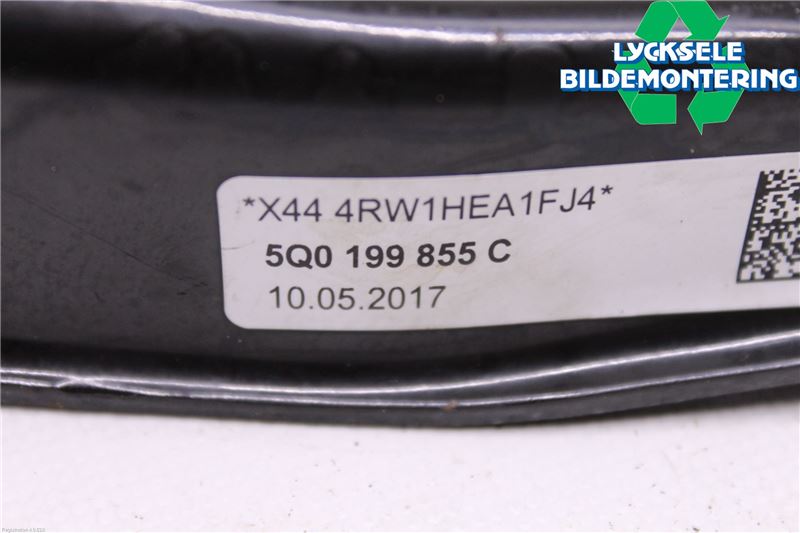 LYCKSELE
BILDEMONTERING
*X44 4RW1HEA1FJ4*
5Q0 199 855 C
10.05.2017